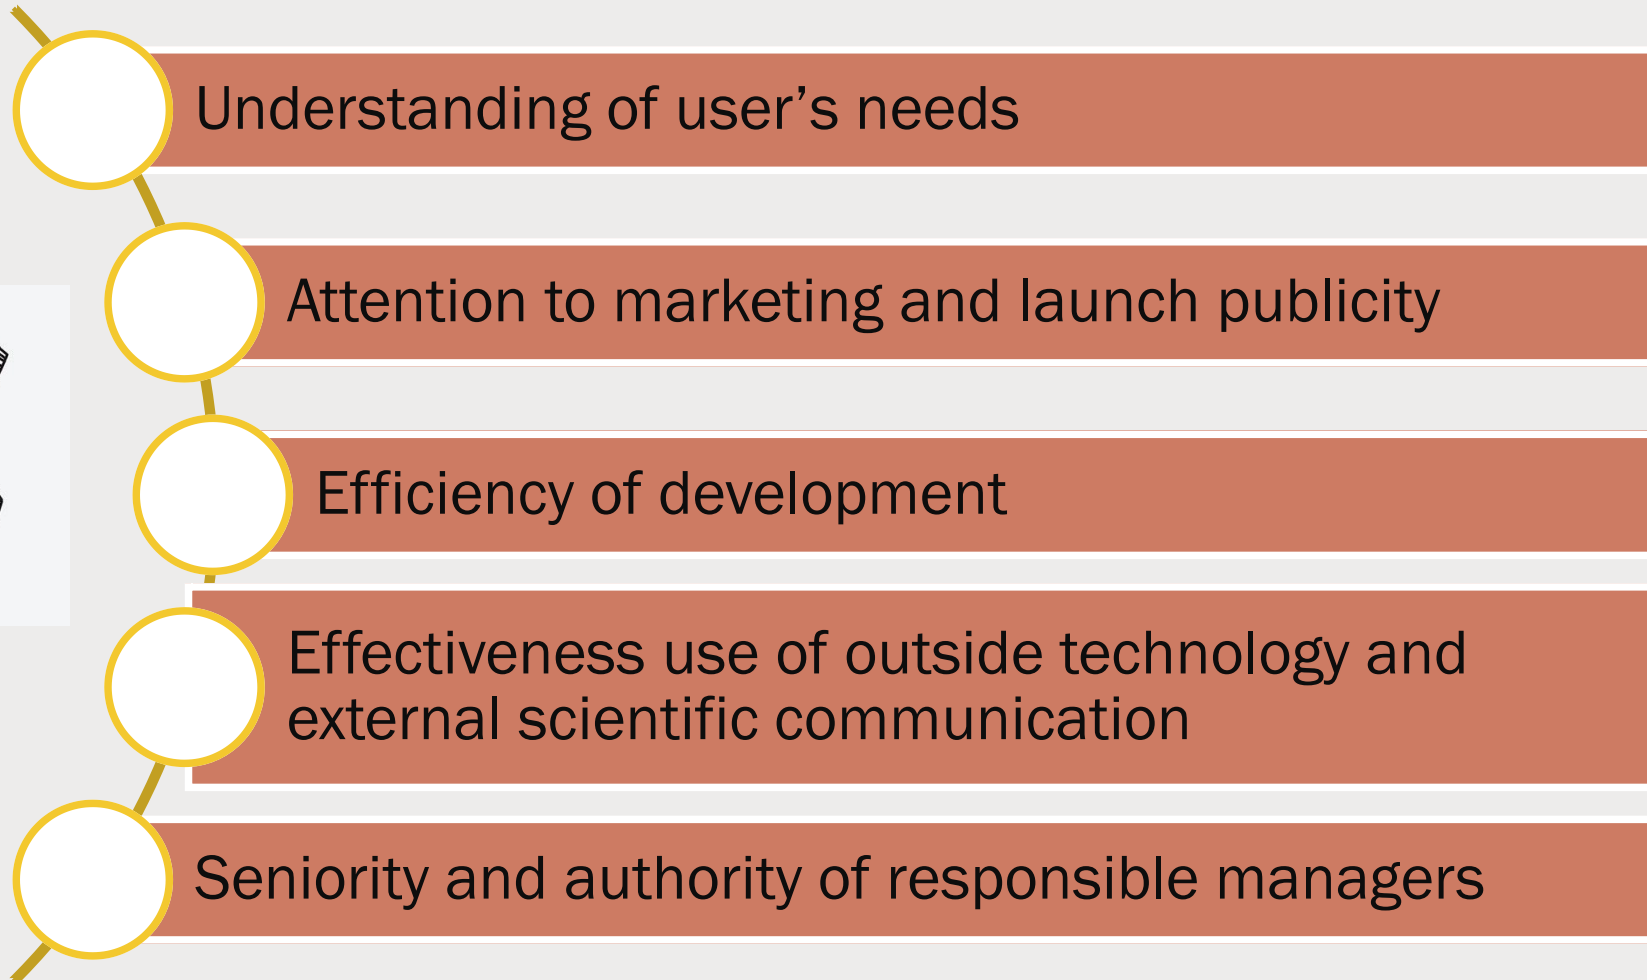 Understanding of user’s needs
Attention to marketing and launch publicity
Efficiency of development
Effectiveness use of outside technology and
external scientific communication
Seniority and authority of responsible managers